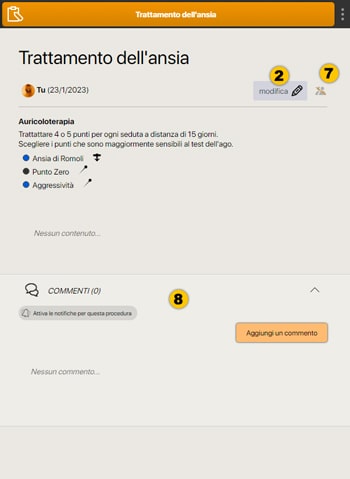 Trattamento dell'ansia
Trattamento dell'ansia
2
7
Tu (23/1/2023)
modifica
Auricoloterapia
Trattattare 4 o 5 punti per ogni seduta a distanza di 15 giorni.
Scegliere i punti che sono maggiormente sensibili al test dell'ago.
Ansia di Romoli
Punto Zero
Aggressività
Nessun contenuto...
COMMENTI (0)
8
Attiva le notifiche per questa procedura
Aggiungi un commento
Nessun commento...